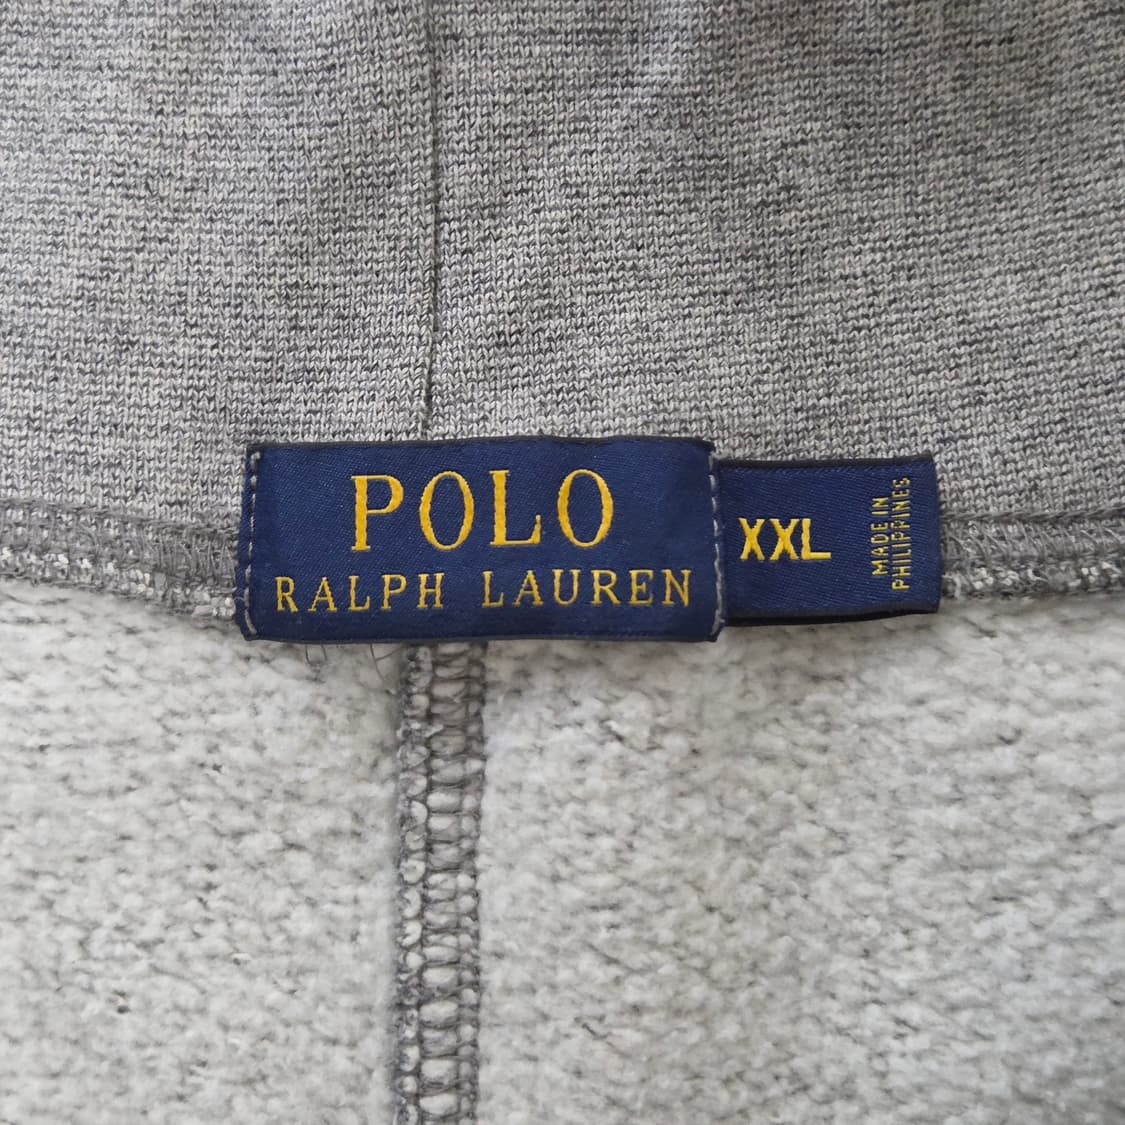 POLO
RALPH LAUREN
XXL
MADE IN
PHILIPPINES